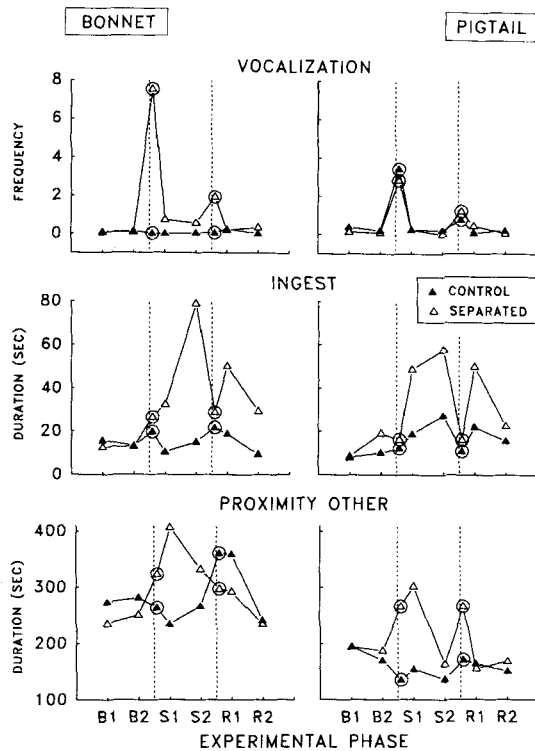 BONNET
PIGTAIL
VOCALIZATION
FREQUENCY
8
6
4
2
0
INGEST
DURATION (SEC)
80
60
40
20
0
CONTROL
SEPARATED
PROXIMITY OTHER
DURATION (SEC)
400
300
200
100
B1 B2 S1 S2 R1 R2 B1 B2 S1 S2 R1 R2
EXPERIMENTAL PHASE